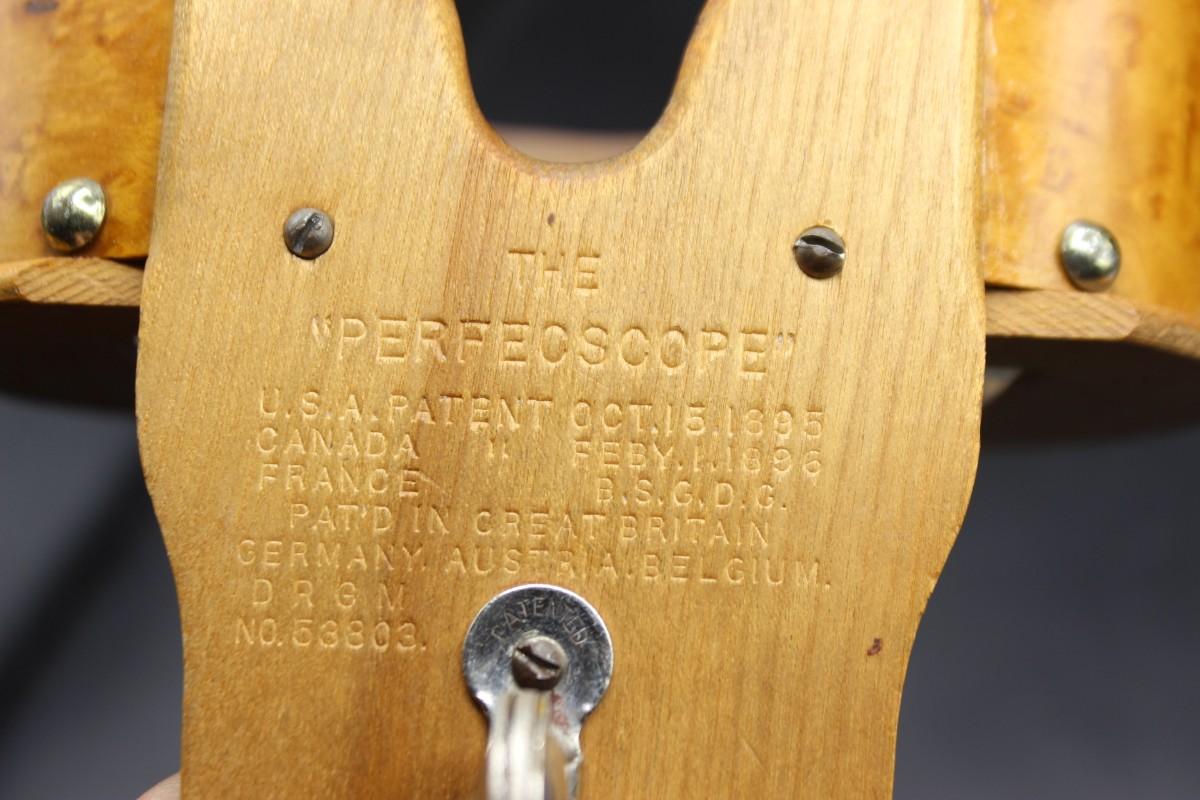 THE
"PERFECSCOPE"
U.S.A. PATENT OCT. 15. 1895
CANADA " FEBY. 1. 1896
FRANCE B.S.G.D.G.
PAT'D IN GREAT BRITAIN
GERMANY. AUSTRIA. BELGIUM.
D R G M
NO. 53803.
PATENTED